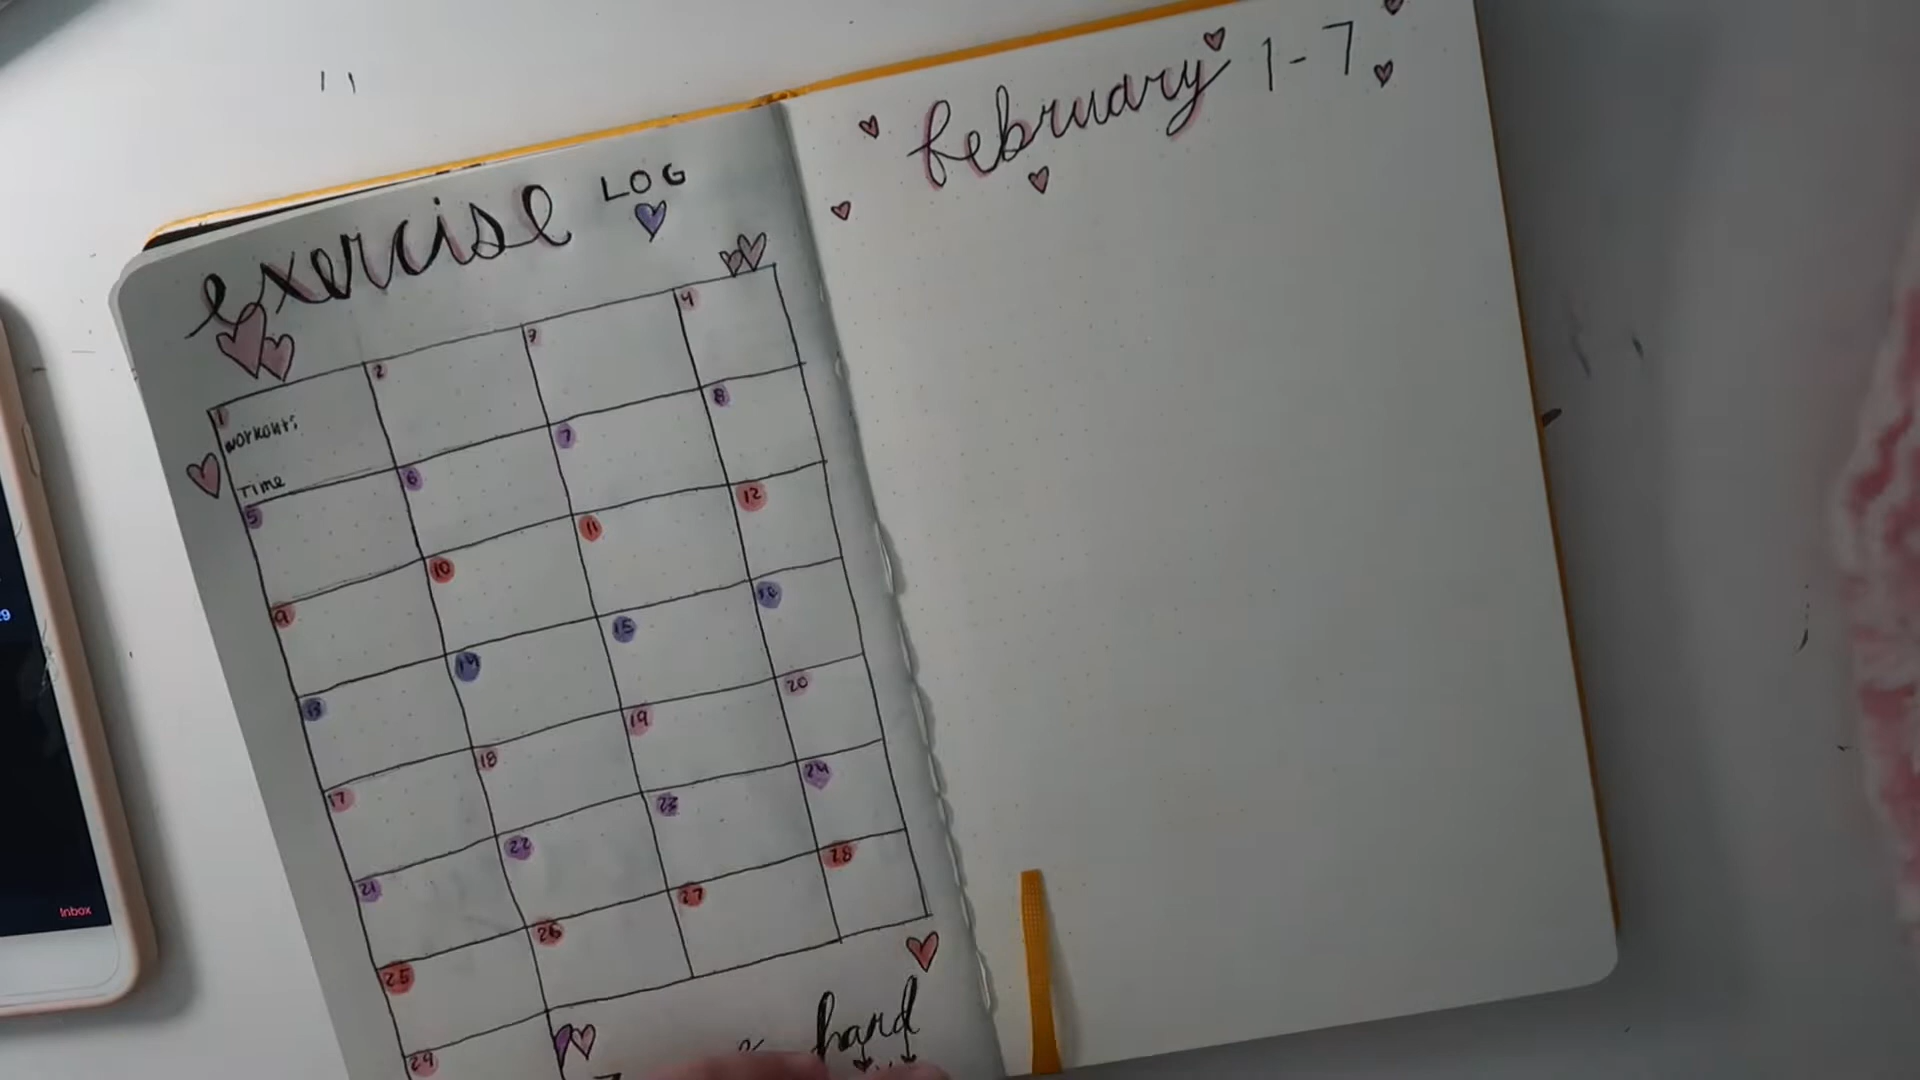 exercise LOG
1 2 3 4
workout:
Time
5 6 7 8
9 10 11 12
13 14 15 16
17 18 19 20
21 22 23 24
25 26 27 28
29
hard
february 1-7
Inbox